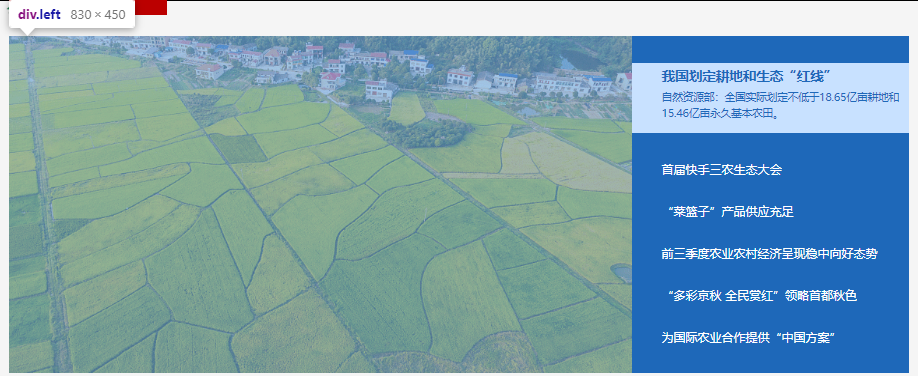 div.left 830 × 450
我国划定耕地和生态“红线”
自然资源部：全国实际划定不低于18.65亿亩耕地和
15.46亿亩永久基本农田。
首届快手三农生态大会
“菜篮子”产品供应充足
前三季度农业农村经济呈现稳中向好态势
“多彩京秋 全民赏红”领略首都秋色
为国际农业合作提供“中国方案”